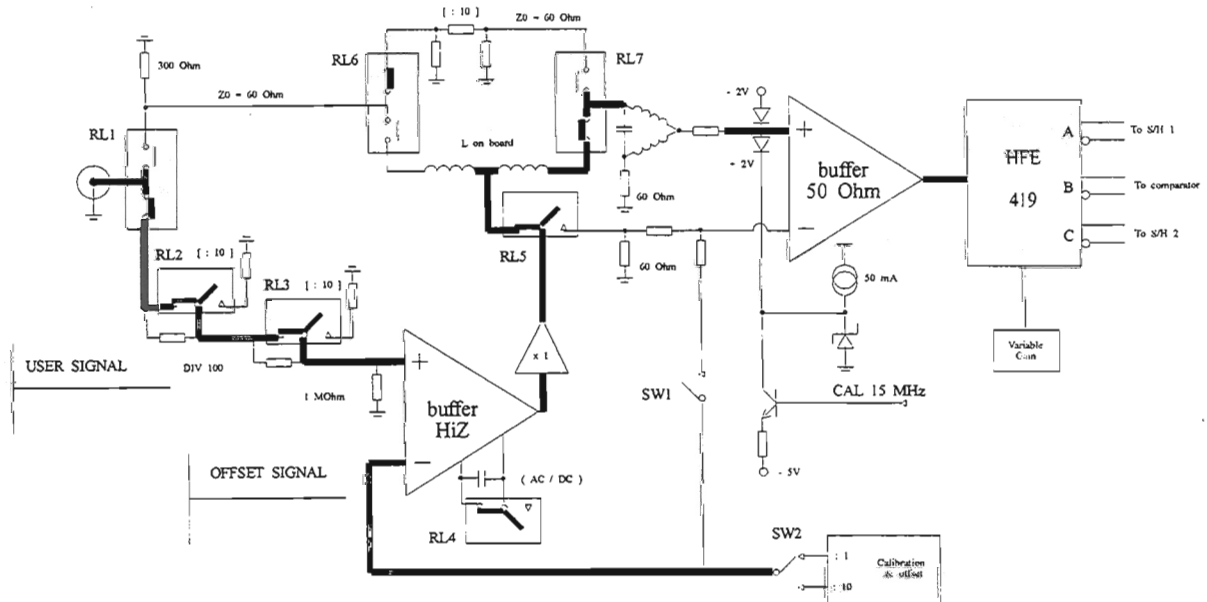 [ : 10 ]
Z0 = 60 Ohm
RL6
RL7
300 Ohm
Z0 = 60 Ohm
- 2V
RL1
L on board
- 2V
+
buffer
50 Ohm
-
HFE
419
A
To S/H 1
B
To comparator
C
To S/H 2
60 Ohm
RL5
60 Ohm
RL2
[ : 10 ]
RL3
[ : 10 ]
50 mA
USER SIGNAL
DIV 100
1 MOhm
+
buffer
HiZ
-
x 1
Variable
Gain
SW1
CAL 15 MHz
OFFSET SIGNAL
( AC / DC )
- 5V
RL4
SW2
: 1
: 10
Calibration
& offset